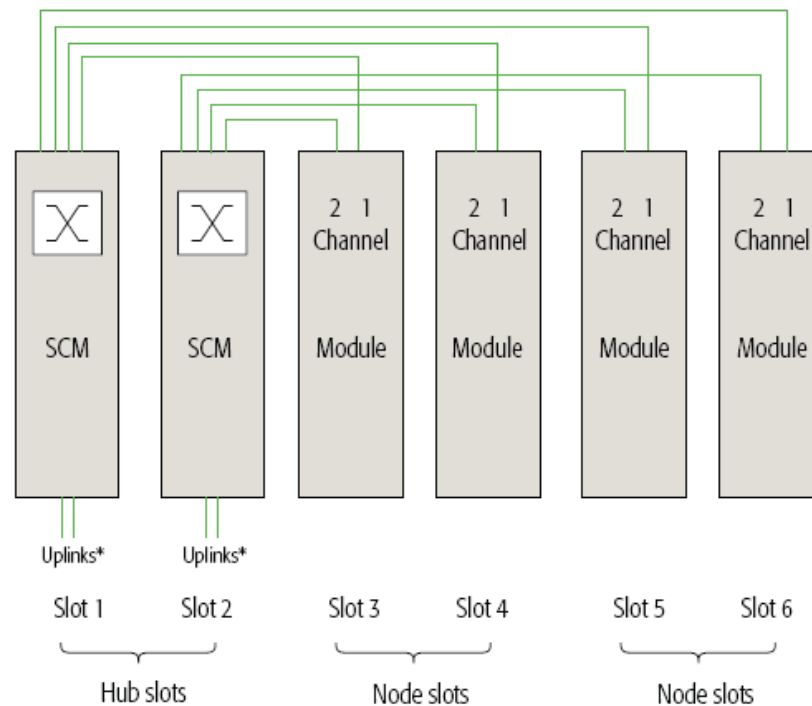 2 1 2 1 2 1 2 1
Channel Channel Channel Channel
SCM SCM Module Module Module Module
Uplinks* Uplinks*
Slot 1 Slot 2 Slot 3 Slot 4 Slot 5 Slot 6
Hub slots Node slots Node slots